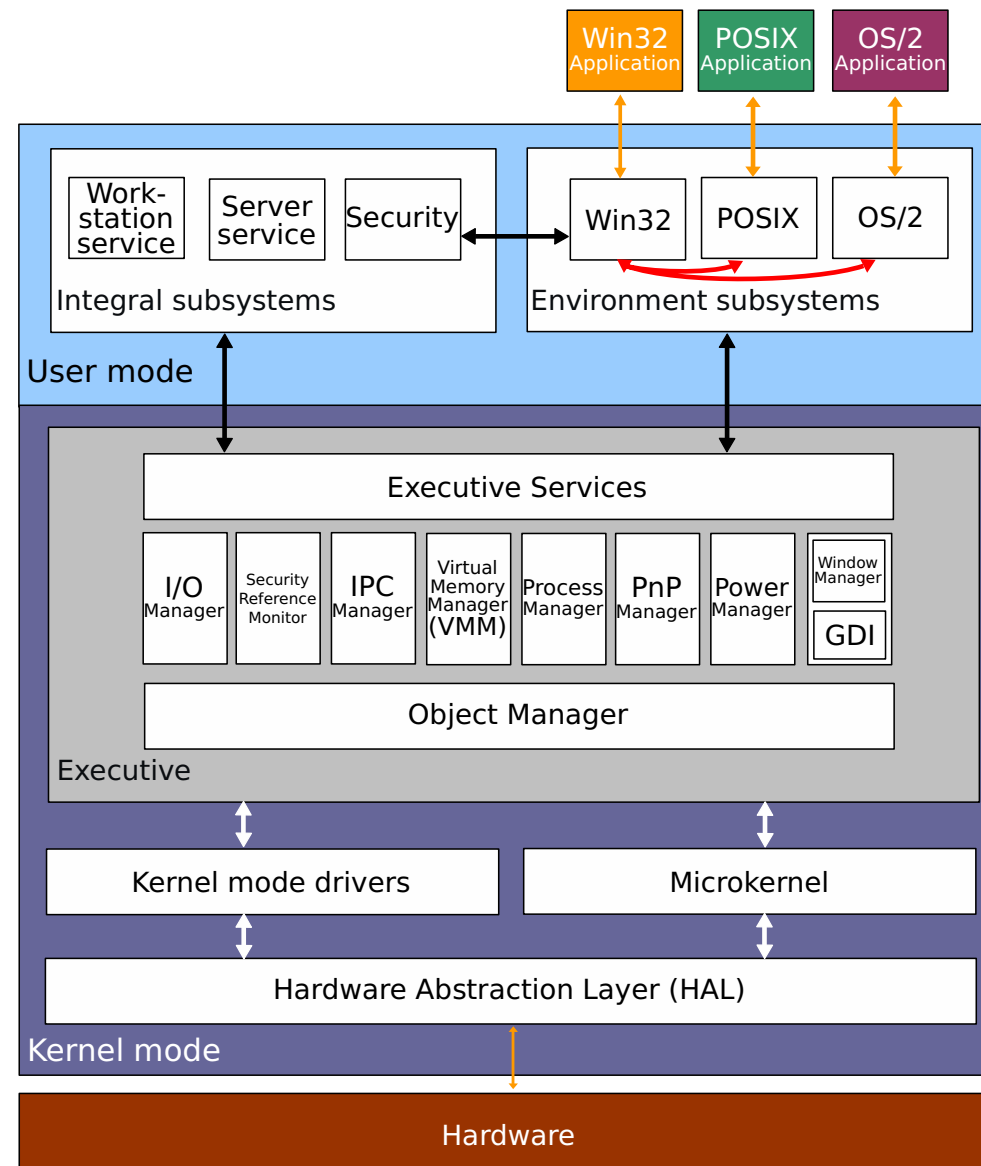 Win32
Application
POSIX
Application
OS/2
Application
Work-
station
service
Server
service
Security
Integral subsystems
Win32
POSIX
OS/2
Environment subsystems
User mode
Executive Services
I/O
Manager
Security
Reference
Monitor
IPC
Manager
Virtual
Memory
Manager
(VMM)
Process
Manager
PnP
Manager
Power
Manager
Window
Manager
GDI
Object Manager
Executive
Kernel mode drivers
Microkernel
Hardware Abstraction Layer (HAL)
Kernel mode
Hardware